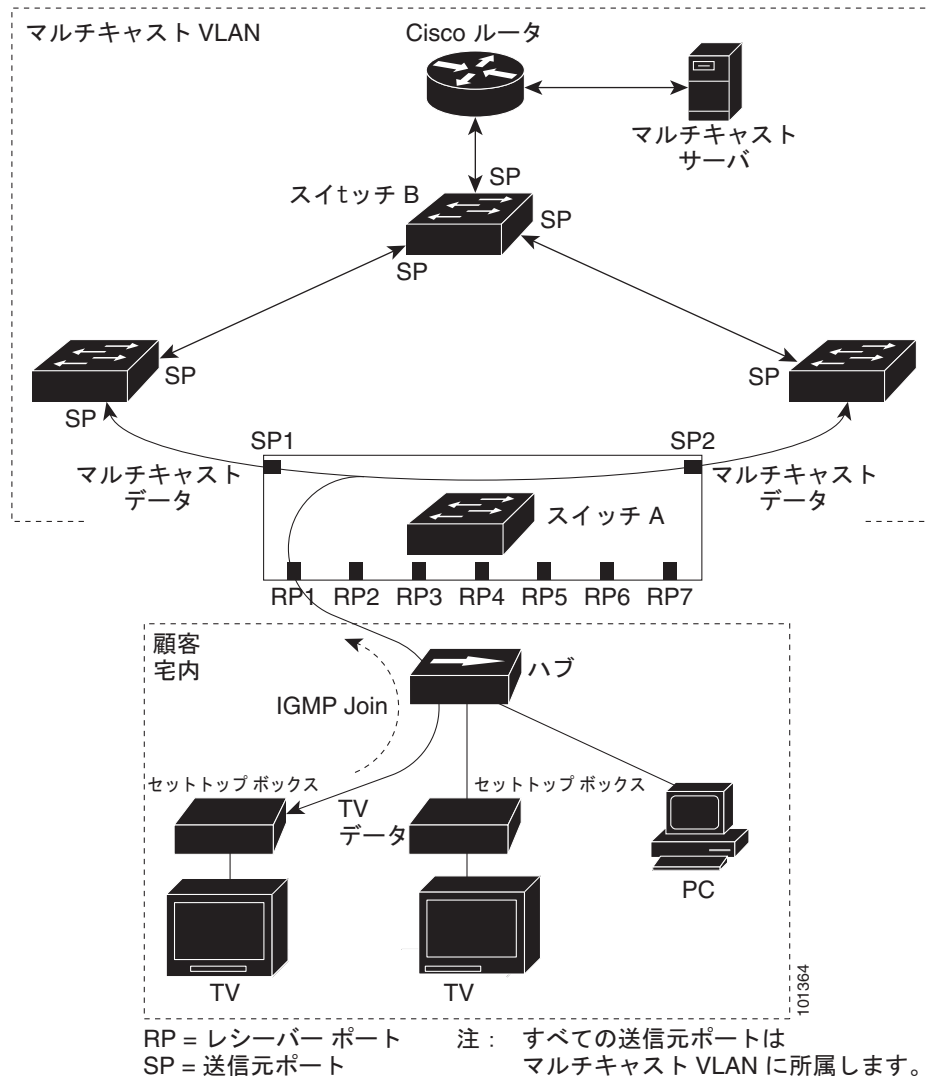 マルチキャスト VLAN
Cisco ルータ
マルチキャスト
サーバ
SP
スイtッチ B
SP
SP
SP
SP
SP
SP1
SP2
マルチキャスト
データ
マルチキャスト
データ
スイッチ A
RP1 RP2 RP3 RP4 RP5 RP6 RP7
顧客
宅内
ハブ
IGMP Join
セットトップ ボックス
セットトップ ボックス
TV
データ
PC
TV
TV
101364
RP = レシーバー ポート
SP = 送信元ポート
注 : すべての送信元ポートは
マルチキャスト VLAN に所属します。